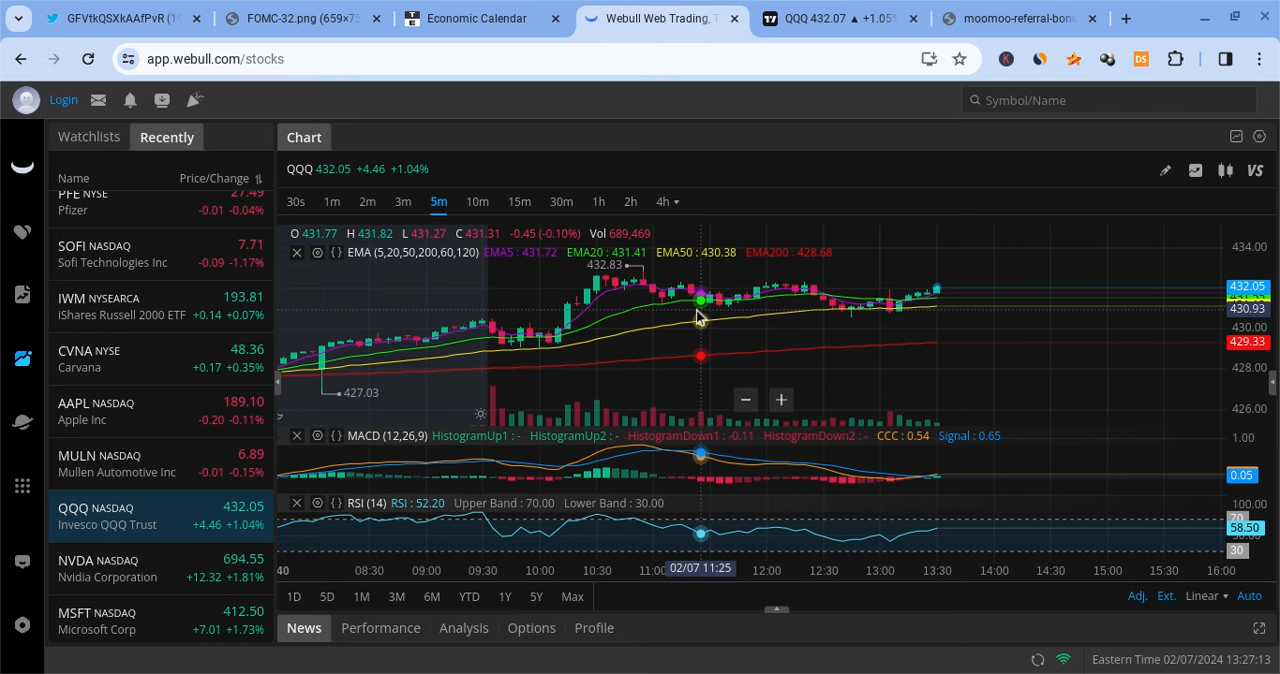 GFVtkQSXkAAfPvR (1
FOMC-32.png (659×75
Economic Calendar
Webull Web Trading, T
QQQ 432.07 ▲ +1.05%
moomoo-referral-bonu
app.webull.com/stocks
Login
Symbol/Name
Watchlists
Recently
Chart
Name Price/Change
QQQ 432.05 +4.46 +1.04%
VS
PFE NYSE 27.49
Pfizer -0.01 -0.04%
30s 1m 2m 3m 5m 10m 15m 30m 1h 2h 4h
SOFI NASDAQ 7.71
Sofi Technologies Inc -0.09 -1.17%
IWM NYSEARCA 193.81
iShares Russell 2000 ETF +0.14 +0.07%
CVNA NYSE 48.36
Carvana +0.17 +0.35%
AAPL NASDAQ 189.10
Apple Inc -0.20 -0.11%
MULN NASDAQ 6.89
Mullen Automotive Inc -0.01 -0.15%
QQQ NASDAQ 432.05
Invesco QQQ Trust +4.46 +1.04%
NVDA NASDAQ 694.55
Nvidia Corporation +12.32 +1.81%
MSFT NASDAQ 412.50
Microsoft Corp +7.01 +1.73%
O 431.77 H 431.82 L 431.27 C 431.31 -0.45 (-0.10%) Vol 689,469
EMA (5,20,50,200,60,120) EMA5 : 431.72 EMA20 : 431.41 EMA50 : 430.38 EMA200 : 428.68
432.83
427.03
434.00
432.05
430.93
430.00
429.33
428.00
426.00
MACD (12,26,9) HistogramUp1 : - HistogramUp2 : - HistogramDown1 : -0.11 HistogramDown2 : - CCC : 0.54 Signal : 0.65
1.00
0.05
RSI (14) RSI : 52.20 Upper Band : 70.00 Lower Band : 30.00
100.00
70
58.50
30
40 08:30 09:00 09:30 10:00 10:30 11:00 02/07 11:25 12:00 12:30 13:00 13:30 14:00 14:30 15:00 15:30 16:00
1D 5D 1M 3M 6M YTD 1Y 5Y Max
Adj. Ext. Linear Auto
News Performance Analysis Options Profile
Eastern Time 02/07/2024 13:27:13